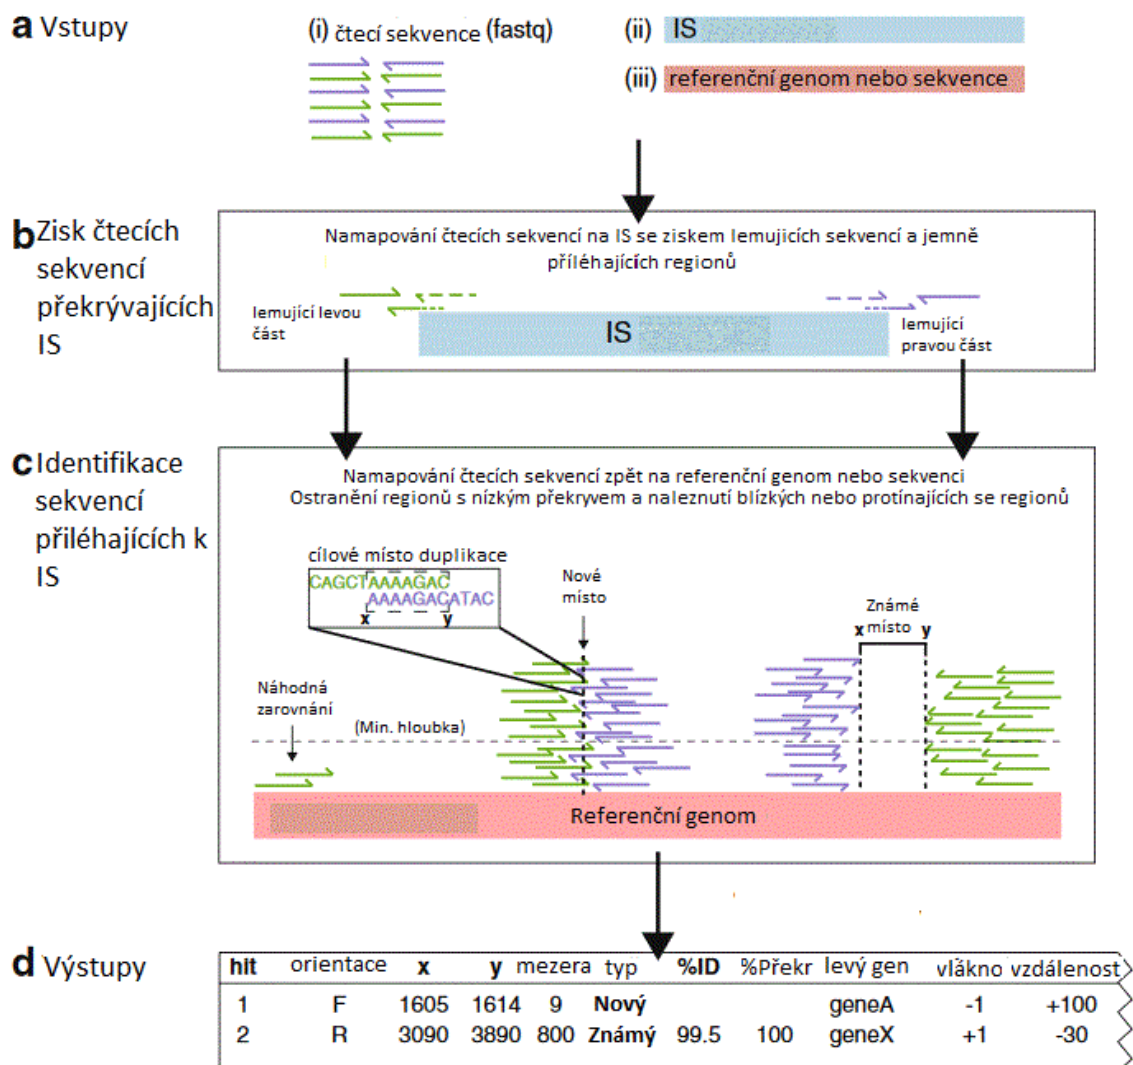 a Vstupy
(i) čtecí sekvence (fastq)
(ii) IS
(iii) referenční genom nebo sekvence
b Zisk čtecích
sekvencí
překrývajících
IS
Namapování čtecích sekvencí na IS se ziskem lemujicích sekvencí a jemně
příléhajících regionů
lemující levou
část
IS
lemující
pravou část
c Identifikace
sekvencí
přiléhajících k
IS
Namapování čtecích sekvencí zpět na referenční genom nebo sekvenci
Ostranění regionů s nízkým překryvem a naleznutí blízkých nebo protínajících se regionů
cílové místo duplikace
CAGCTAAAAGAC
AAAAGACATAC
x y
Nové
místo
Známé
místo
x y
Náhodná
zarovnání
(Min. hloubka)
Referenční genom
d Výstupy
hit orientace x y mezera typ %ID %Překr levý gen vlákno vzdálenost
1 F 1605 1614 9 Nový geneA -1 +100
2 R 3090 3890 800 Známý 99.5 100 geneX +1 -30